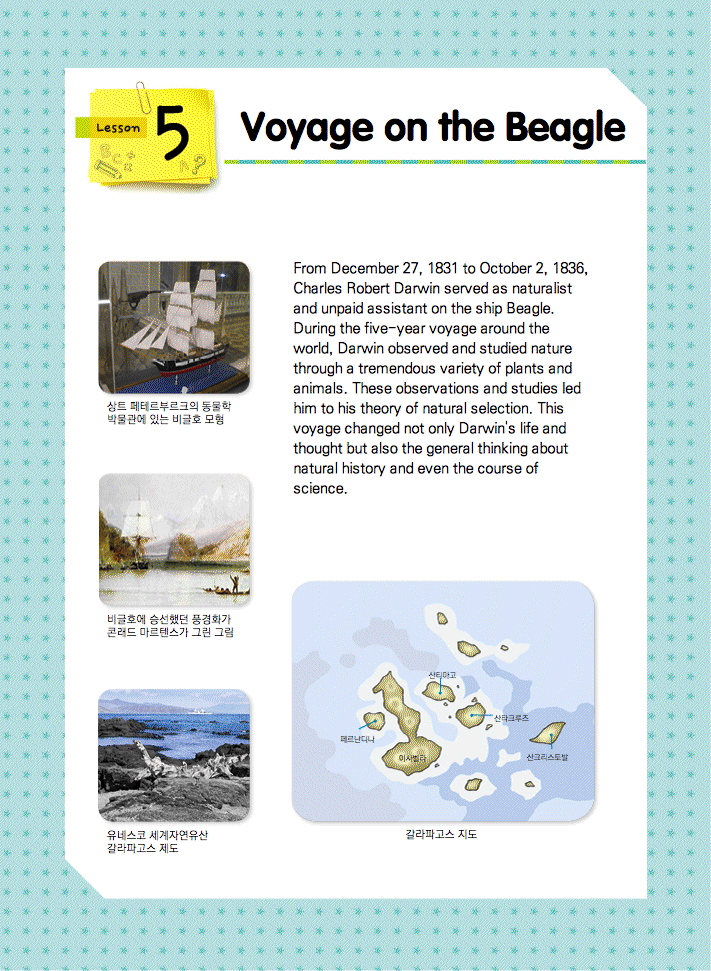 Lesson 5
Voyage on the Beagle
From December 27, 1831 to October 2, 1836,
Charles Robert Darwin served as naturalist
and unpaid assistant on the ship Beagle.
During the five-year voyage around the
world, Darwin observed and studied nature
through a tremendous variety of plants and
animals. These observations and studies led
him to his theory of natural selection. This
voyage changed not only Darwin's life and
thought but also the general thinking about
natural history and even the course of
science.
상트 페테르부르크의 동물학
박물관에 있는 비글호 모형
비글호에 승선했던 풍경화가
콘래드 마르텐스가 그린 그림
유네스코 세계자연유산
갈라파고스 제도
산티아고
산타크루즈
페르난디나
이사벨라
산크리스토발
갈라파고스 지도